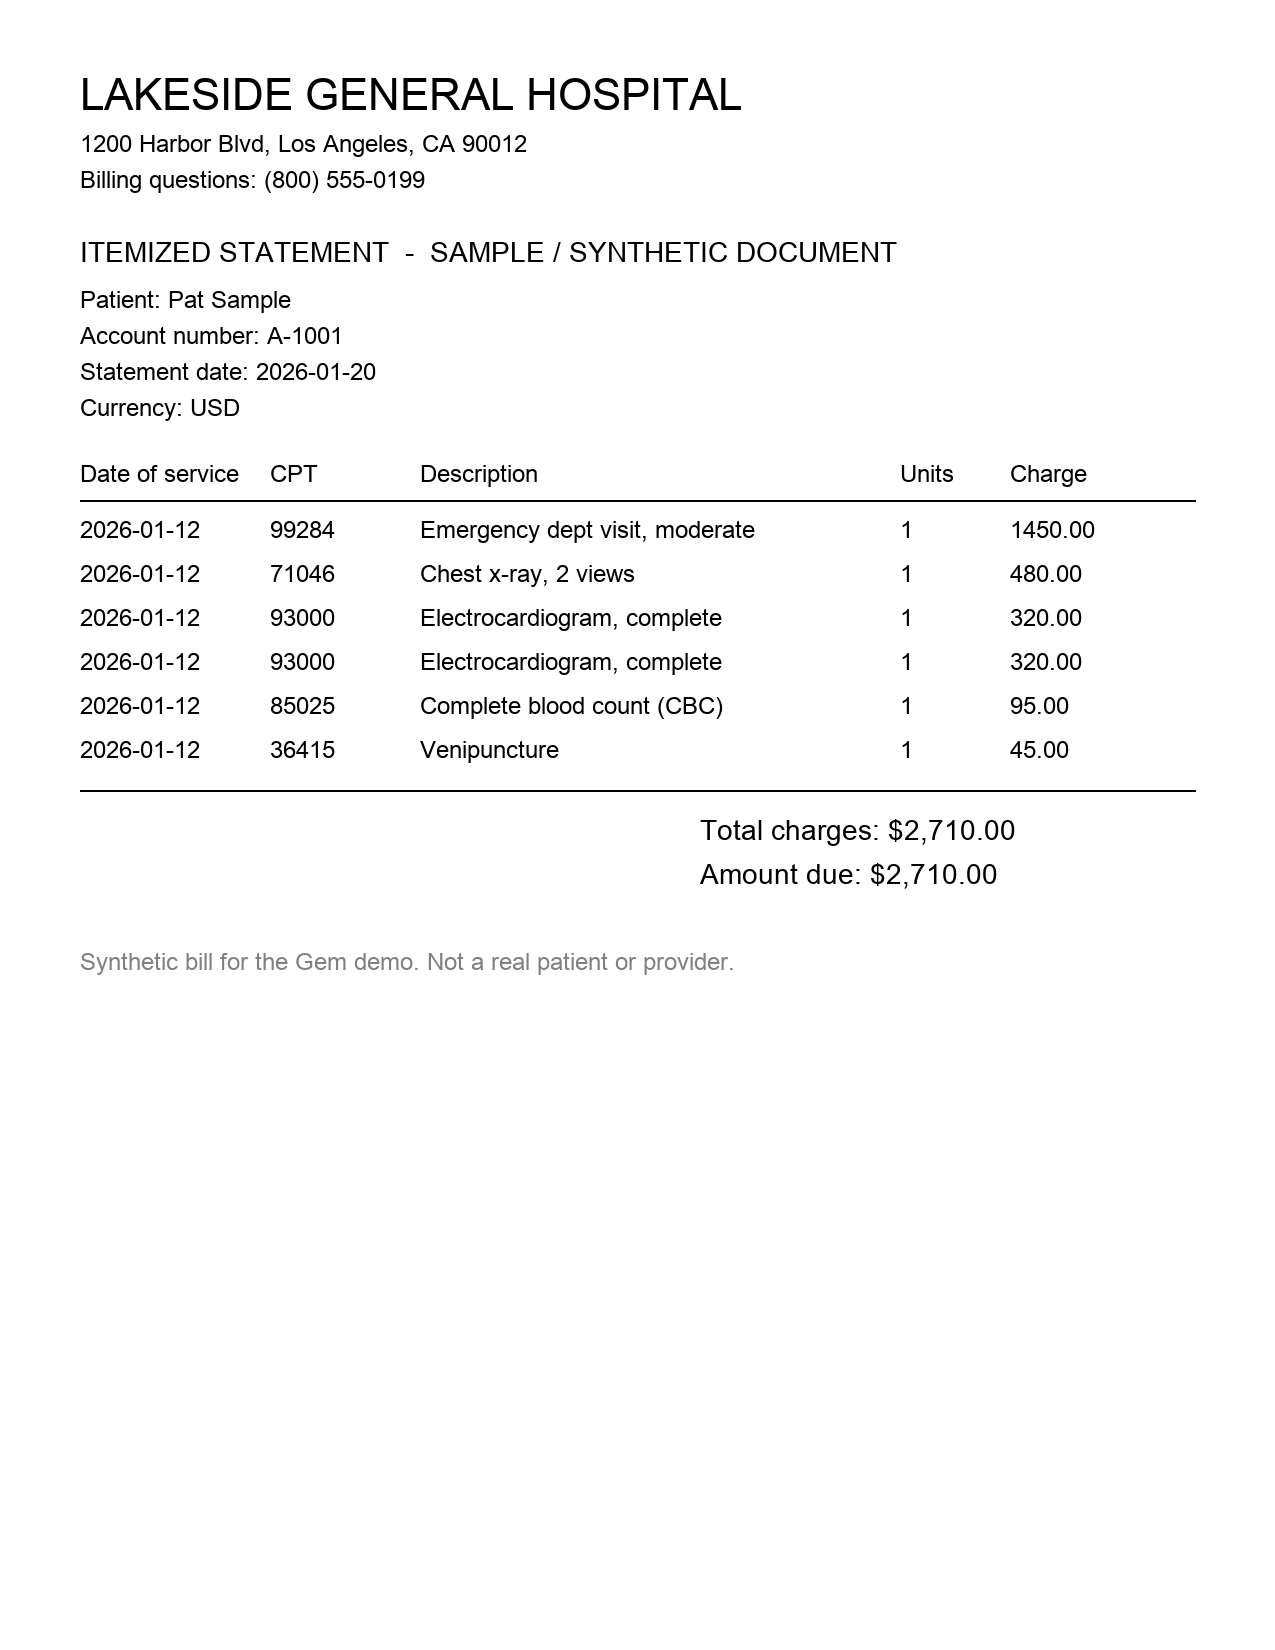 LAKESIDE GENERAL HOSPITAL
1200 Harbor Blvd, Los Angeles, CA 90012
Billing questions: (800) 555-0199
ITEMIZED STATEMENT - SAMPLE / SYNTHETIC DOCUMENT
Patient: Pat Sample
Account number: A-1001
Statement date: 2026-01-20
Currency: USD
Date of service CPT Description Units Charge
2026-01-12 99284 Emergency dept visit, moderate 1 1450.00
2026-01-12 71046 Chest x-ray, 2 views 1 480.00
2026-01-12 93000 Electrocardiogram, complete 1 320.00
2026-01-12 93000 Electrocardiogram, complete 1 320.00
2026-01-12 85025 Complete blood count (CBC) 1 95.00
2026-01-12 36415 Venipuncture 1 45.00
Total charges: $2,710.00
Amount due: $2,710.00
Synthetic bill for the Gem demo. Not a real patient or provider.